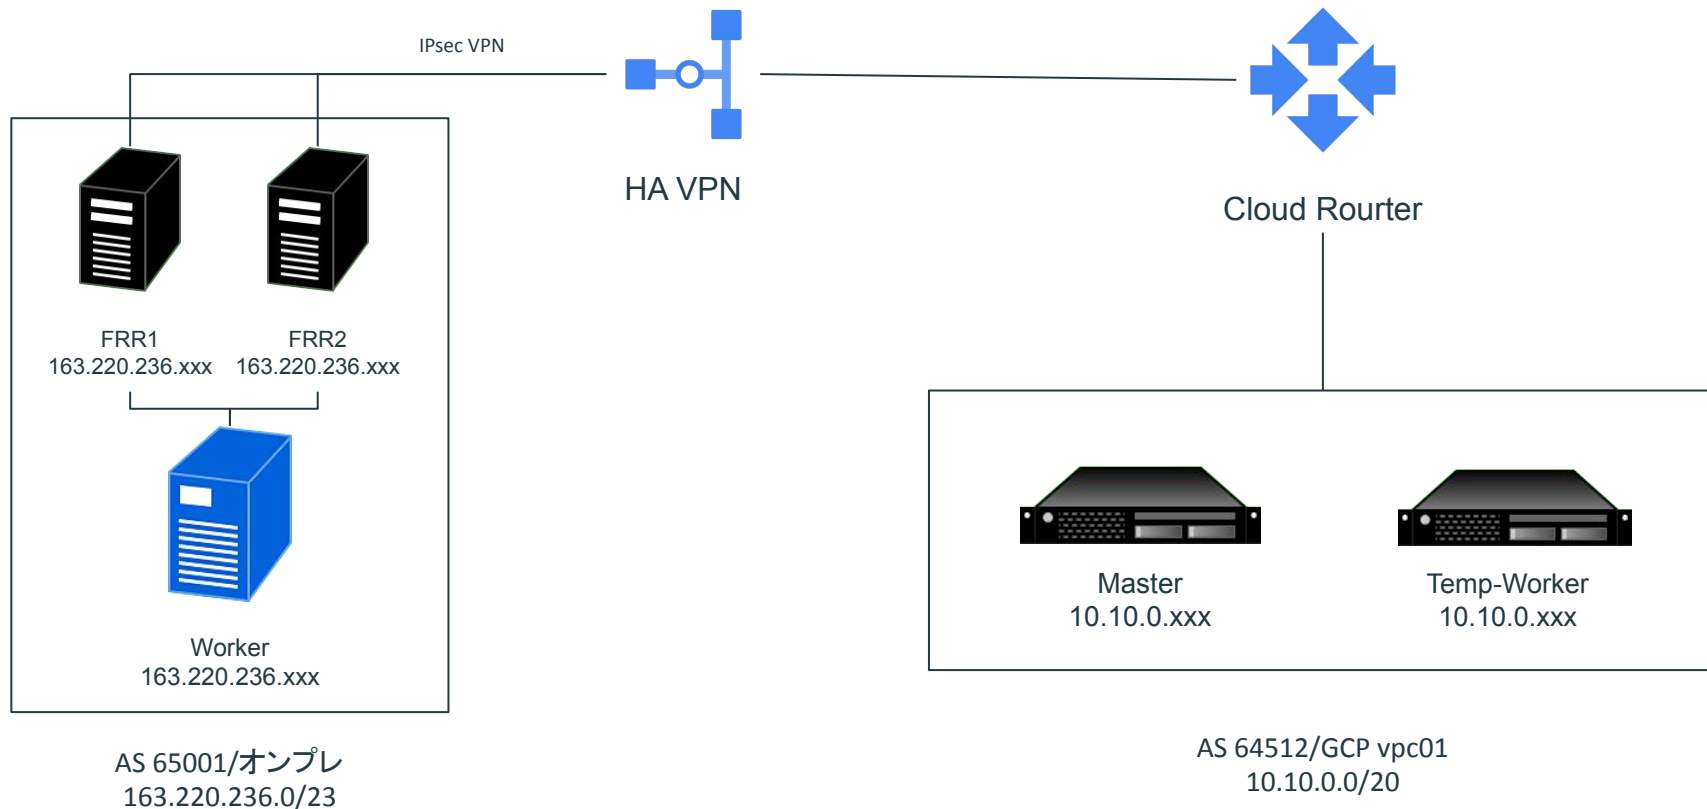 IPsec VPN
HA VPN
Cloud Rourter
FRR1
163.220.236.xxx
FRR2
163.220.236.xxx
Worker
163.220.236.xxx
AS 65001/オンプレ
163.220.236.0/23
Master
10.10.0.xxx
Temp-Worker
10.10.0.xxx
AS 64512/GCP vpc01
10.10.0.0/20